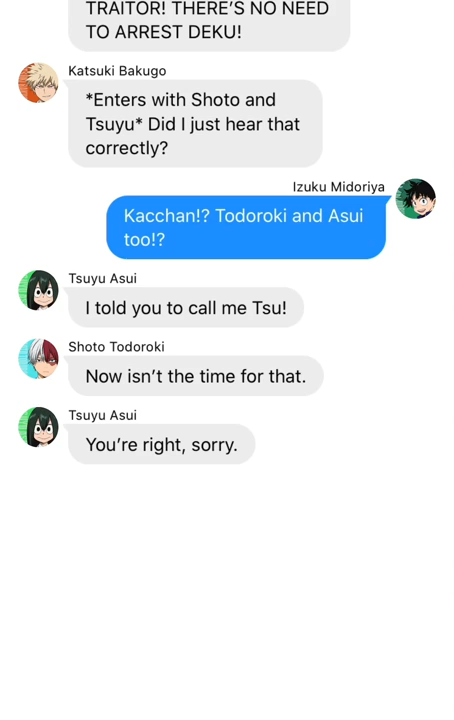 TRAITOR! THERE’S NO NEED
TO ARREST DEKU!
Katsuki Bakugo
*Enters with Shoto and
Tsuyu* Did I just hear that
correctly?
Izuku Midoriya
Kacchan!? Todoroki and Asui
too!?
Tsuyu Asui
I told you to call me Tsu!
Shoto Todoroki
Now isn’t the time for that.
Tsuyu Asui
You’re right, sorry.